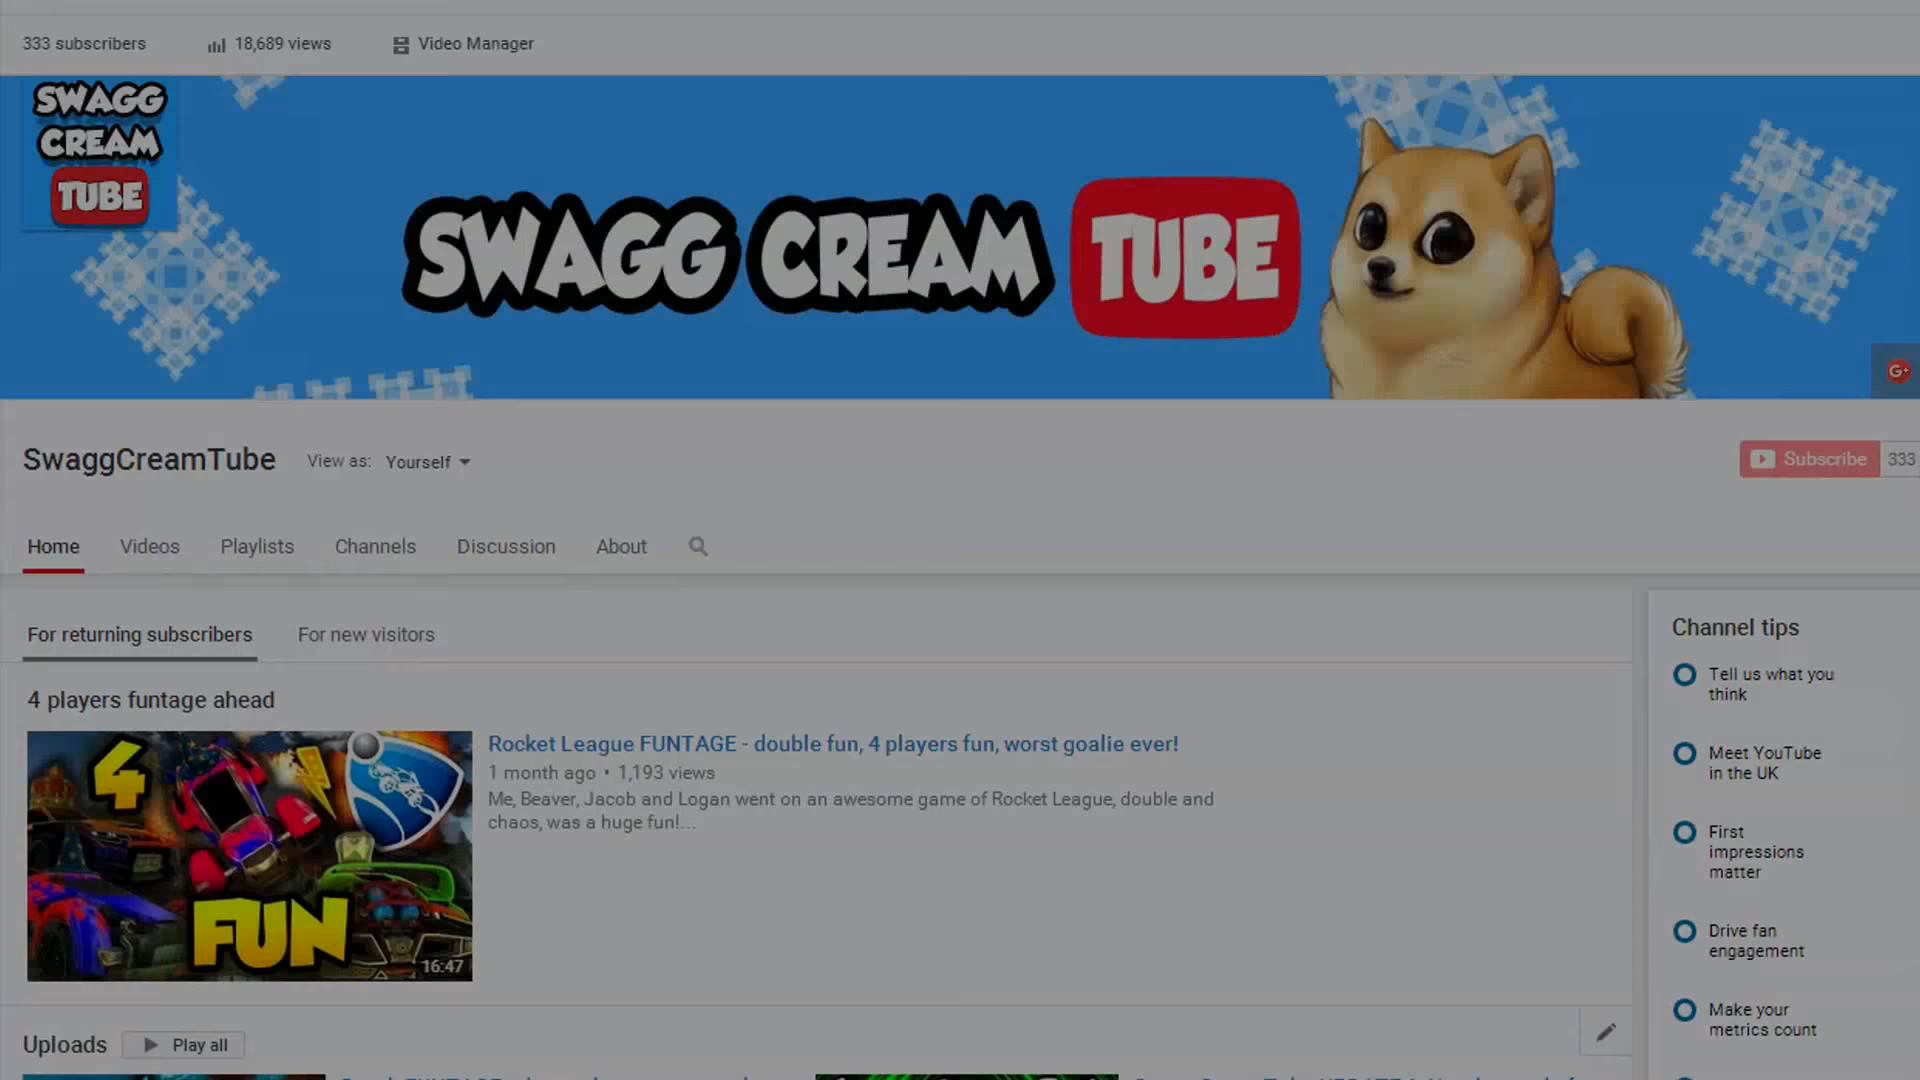 333 subscribers
18,689 views
Video Manager
SWAGG
CREAM
TUBE
SWAGG CREAM TUBE
G+
SwaggCreamTube
View as: Yourself
Subscribe 333
Home
Videos
Playlists
Channels
Discussion
About
For returning subscribers
For new visitors
4 players funtage ahead
4
FUN
16:47
Rocket League FUNTAGE - double fun, 4 players fun, worst goalie ever!
1 month ago • 1,193 views
Me, Beaver, Jacob and Logan went on an awesome game of Rocket League, double and
chaos, was a huge fun!...
Uploads
Play all
Channel tips
Tell us what you
think
Meet YouTube
in the UK
First
impressions
matter
Drive fan
engagement
Make your
metrics count